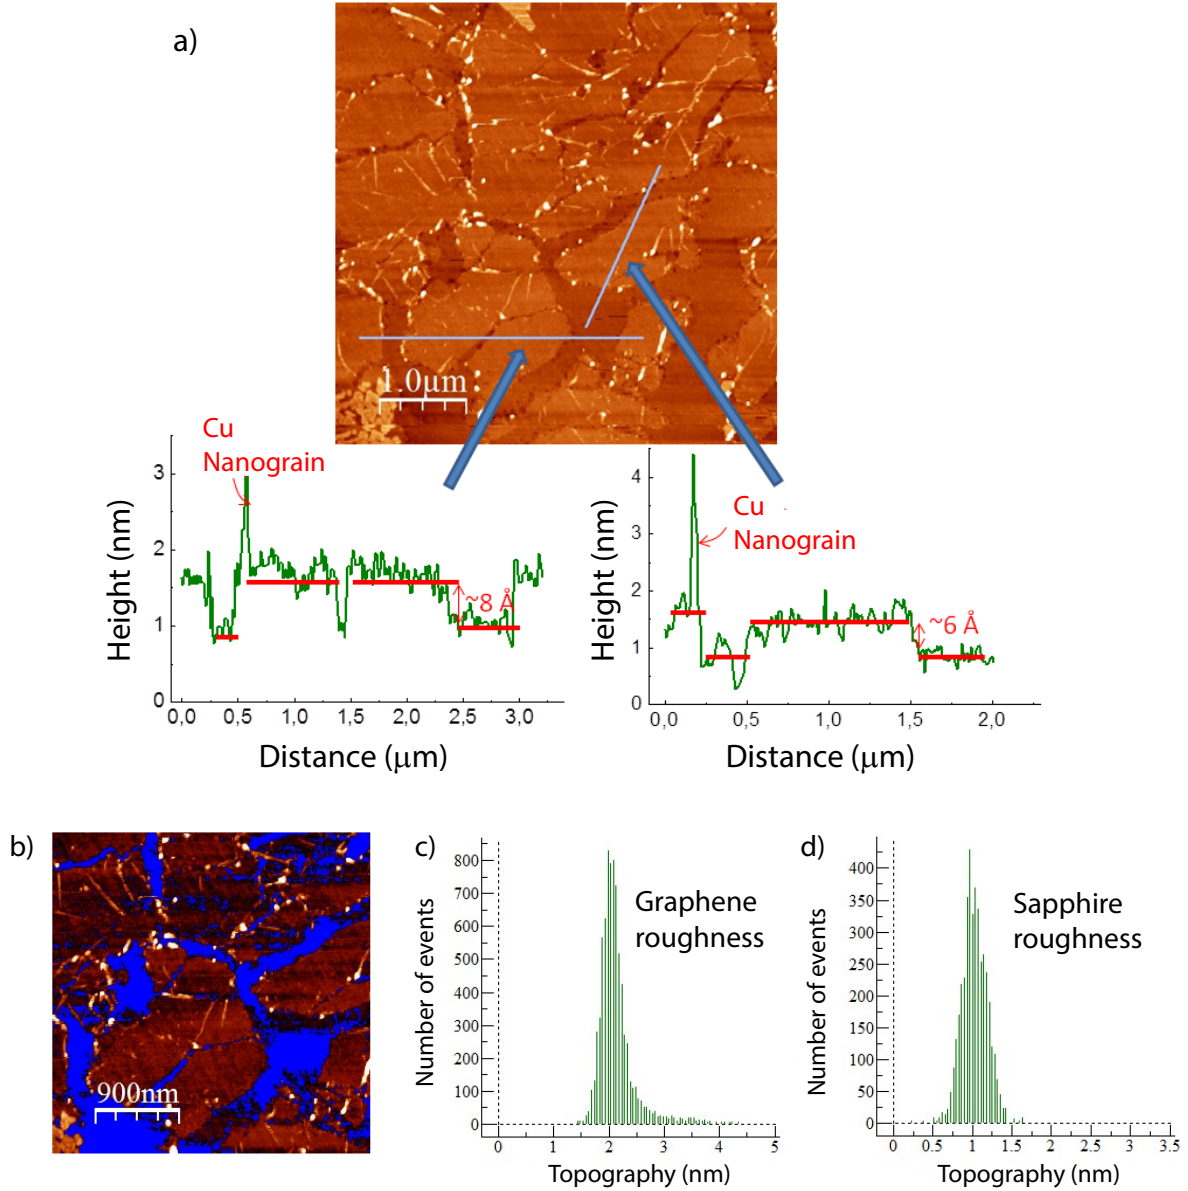 a)
1.0µm
Cu
Nanograin
3
2
1
0
Height (nm)
~8 Å
0,0 0,5 1,0 1,5 2,0 2,5 3,0
Distance (µm)
4
3
2
1
0
Height (nm)
Cu
Nanograin
~6 Å
0,0 0,5 1,0 1,5 2,0
Distance (µm)
b)
900nm
c)
800
700
600
500
400
300
200
100
0
Number of events
Graphene
roughness
0 1 2 3 4 5
Topography (nm)
d)
400
350
300
250
200
150
100
50
0
Number of events
Sapphire
roughness
0 0.5 1 1.5 2 2.5 3 3.5
Topography (nm)